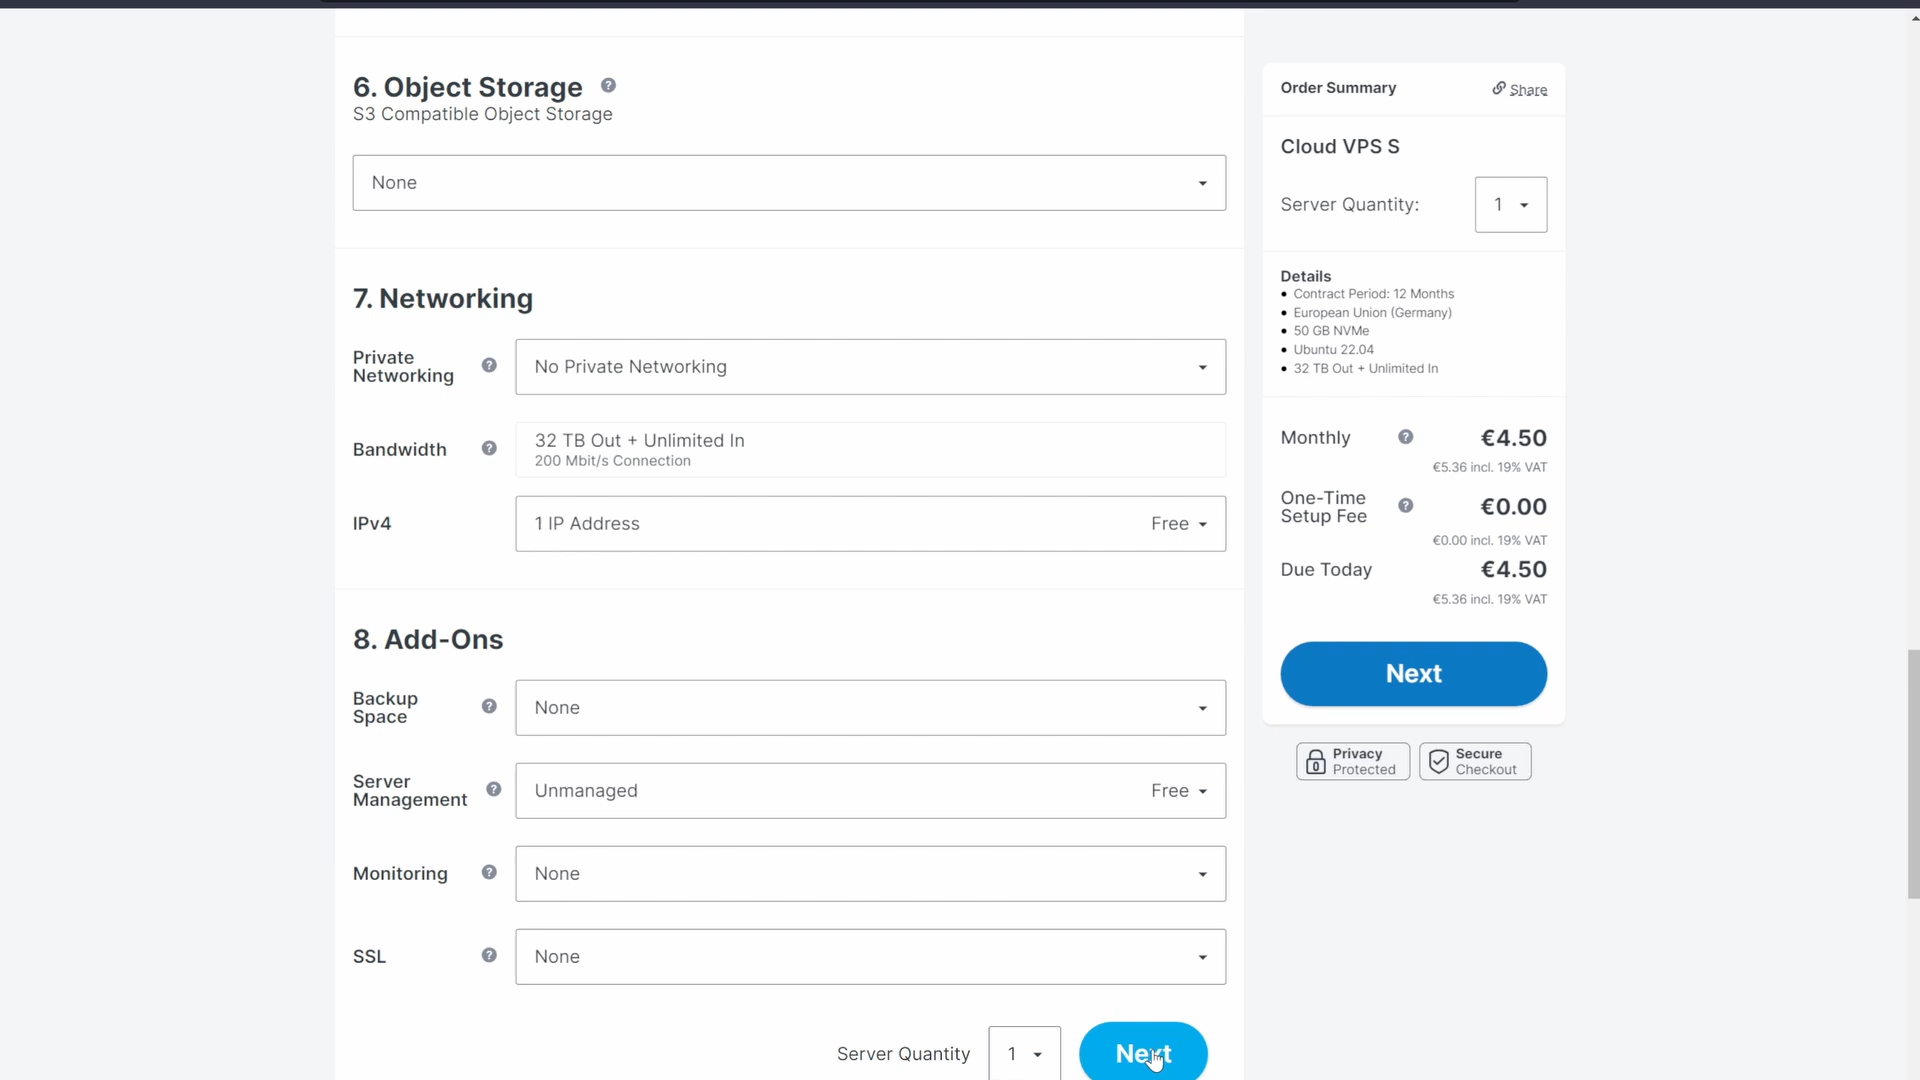 6. Object Storage
S3 Compatible Object Storage
None
7. Networking
Private
Networking
No Private Networking
Bandwidth
32 TB Out + Unlimited In
200 Mbit/s Connection
IPv4
1 IP Address
Free
8. Add-Ons
Backup
Space
None
Server
Management
Unmanaged
Free
Monitoring
None
SSL
None
Server Quantity
1
Next
Order Summary
Share
Cloud VPS S
Server Quantity:
1
Details
• Contract Period: 12 Months
• European Union (Germany)
• 50 GB NVMe
• Ubuntu 22.04
• 32 TB Out + Unlimited In
Monthly
€4.50
€5.36 incl. 19% VAT
One-Time
Setup Fee
€0.00
€0.00 incl. 19% VAT
Due Today
€4.50
€5.36 incl. 19% VAT
Next
Privacy
Protected
Secure
Checkout